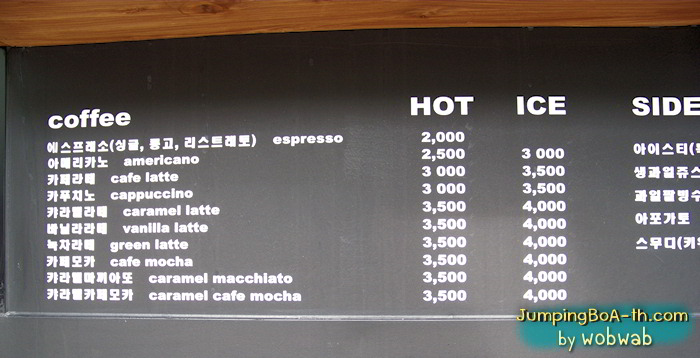 coffee HOT ICE SIDE
에스프레소(싱글, 롱고, 리스트레토) espresso 2,000
아메리카노 americano 2,500 3 000 아이스티(
카페라떼 cafe latte 3 000 3,500 생과일쥬스
카푸치노 cappuccino 3 000 3,500 과일팥빙수
캬라멜라떼 caramel latte 3,500 4,000 아포가토
바닐라라떼 vanilla latte 3,500 4,000 스무디(키위
녹차라떼 green latte 3,500 4,000
카페모카 cafe mocha 3,500 4,000
캬라멜마끼아또 caramel macchiato 3,500 4,000
캬라멜카페모카 caramel cafe mocha 3,500 4,000
JumpingBoA-th.com
by wobwab